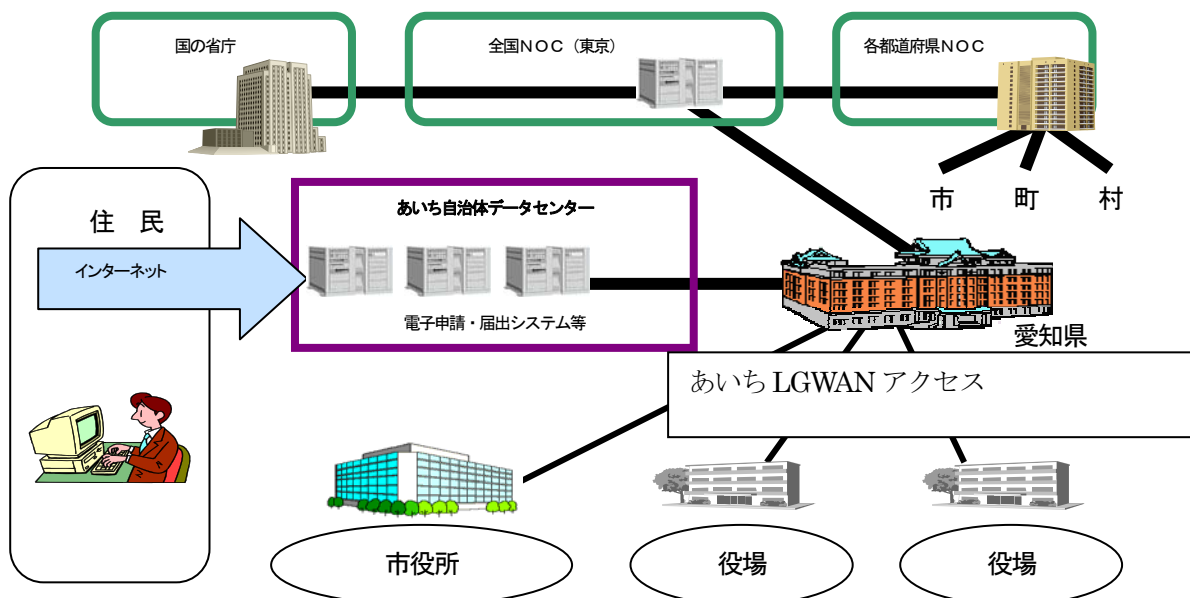 国の省庁
全国ＮＯＣ（東京）
各都道府県ＮＯＣ
市 町 村
住 民
インターネット
あいち自治体データセンター
電子申請・届出システム等
愛知県
あいち LGWAN アクセス
市役所
役場
役場